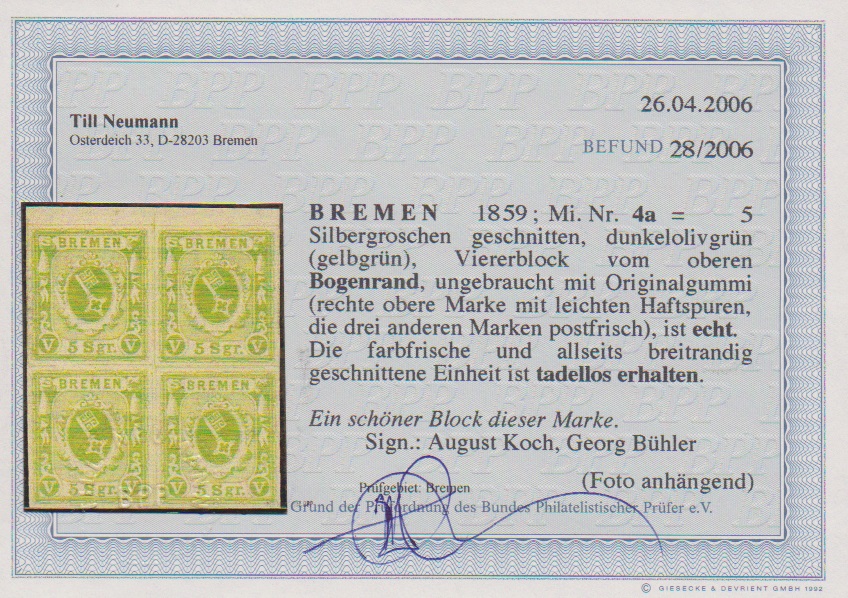 26.04.2006
Till Neumann
Osterdeich 33, D-28203 Bremen
BEFUND 28/2006
BREMEN 1859; Mi. Nr. 4a = 5
Silbergroschen geschnitten, dunkelolivgrün
(gelbgrün), Viererblock vom oberen
Bogenrand, ungebraucht mit Originalgummi
(rechte obere Marke mit leichten Haftspuren,
die drei anderen Marken postfrisch), ist echt.
Die farbfrische und allseits breitrandig
geschnittene Einheit ist tadellos erhalten.
Ein schöner Block dieser Marke.
Sign.: August Koch, Georg Bühler
(Foto anhängend)
Prüfgebiet: Bremen
Grund der Prüfordnung des Bundes Philatelistischer Prüfer e.V.
© GIESECKE & DEVRIENT GMBH 1992
BREMEN
BREMEN
V 5 Sgr. V
V 5 Sgr. V
BREMEN
BREMEN
V 5 Sgr. V
V 5 Sgr. V
BPP BPP BPP